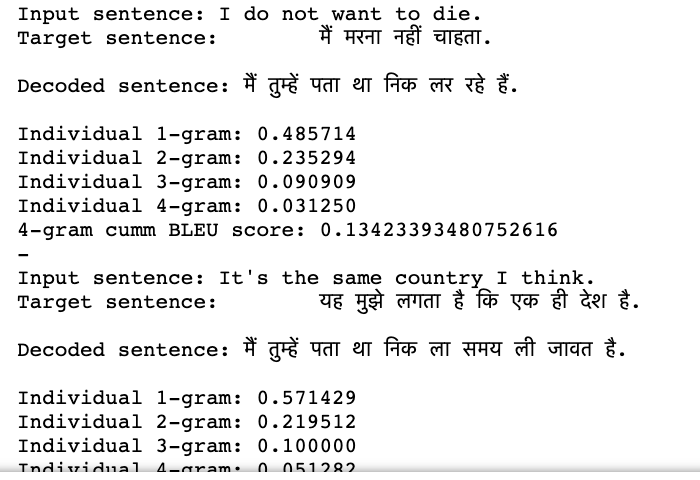 Input sentence: I do not want to die.
Target sentence: मैं मरना नहीं चाहता.
Decoded sentence: मैं तुम्हें पता था निक लर रहे हैं.
Individual 1-gram: 0.485714
Individual 2-gram: 0.235294
Individual 3-gram: 0.090909
Individual 4-gram: 0.031250
4-gram cumm BLEU score: 0.13423393480752616
-
Input sentence: It's the same country I think.
Target sentence: यह मुझे लगता है कि एक ही देश है.
Decoded sentence: मैं तुम्हें पता था निक ला समय ली जावत है.
Individual 1-gram: 0.571429
Individual 2-gram: 0.219512
Individual 3-gram: 0.100000
Individual 4-gram: 0.051282